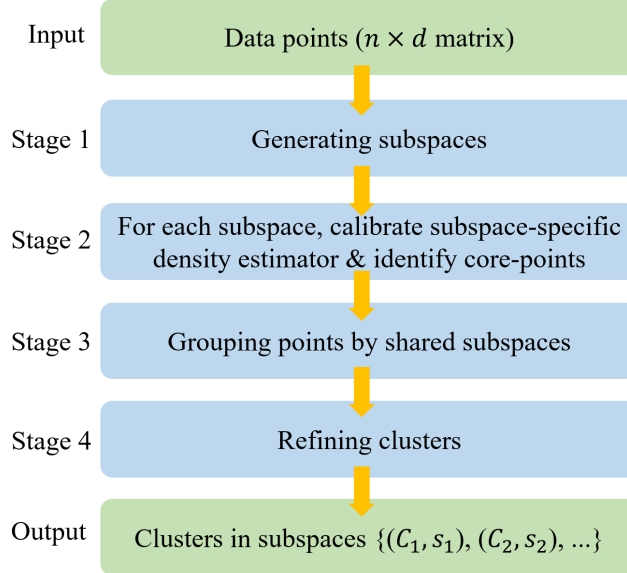 Input
Data points (n × d matrix)
Stage 1
Generating subspaces
Stage 2
For each subspace, calibrate subspace-specific
density estimator & identify core-points
Stage 3
Grouping points by shared subspaces
Stage 4
Refining clusters
Output
Clusters in subspaces {(C₁, s₁), (C₂, s₂), ...}